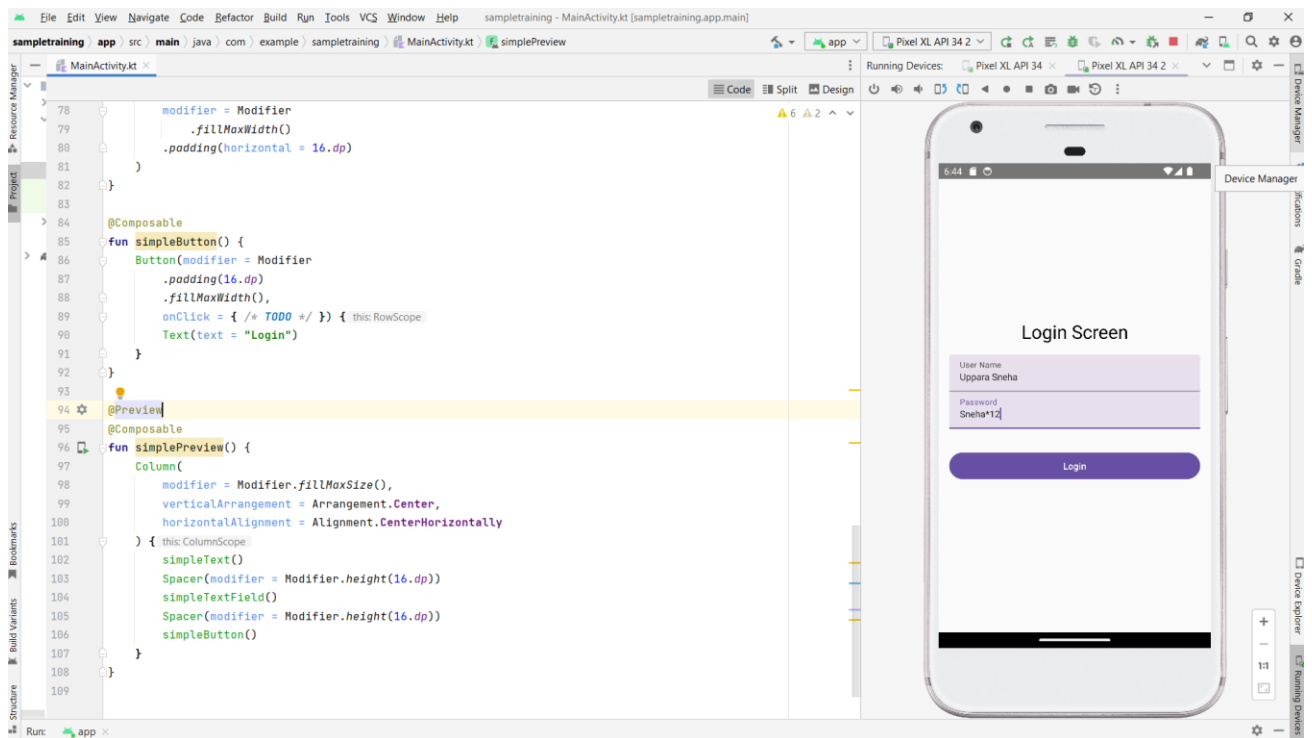 File Edit View Navigate Code Refactor Build Run Tools VCS Window Help sampletraining - MainActivity.kt [sampletraining.app.main]
sampletraining app src main java com example sampletraining MainActivity.kt simplePreview app Pixel XL API 34 2
MainActivity.kt Running Devices: Pixel XL API 34 Pixel XL API 34 2
Code Split Design
6 2
78 modifier = Modifier
79 .fillMaxWidth()
80 .padding(horizontal = 16.dp)
81 )
82 }
83
84 @Composable
85 fun simpleButton() {
86 Button(modifier = Modifier
87 .padding(16.dp)
88 .fillMaxWidth(),
89 onClick = { /* TODO */ }) { this: RowScope
90 Text(text = "Login")
91 }
92 }
93
94 @Preview
95 @Composable
96 fun simplePreview() {
97 Column(
98 modifier = Modifier.fillMaxSize(),
99 verticalArrangement = Arrangement.Center,
100 horizontalAlignment = Alignment.CenterHorizontally
101 ) { this: ColumnScope
102 simpleText()
103 Spacer(modifier = Modifier.height(16.dp))
104 simpleTextField()
105 Spacer(modifier = Modifier.height(16.dp))
106 simpleButton()
107 }
108 }
109
6:44
Login Screen
User Name
Uppara Sneha
Password
Sneha*12
Login
1:1
Resource Manager
Project
Bookmarks
Build Variants
Structure
Device Manager
Device Manager
Gradle
Device Explorer
Running Devices
Run: app